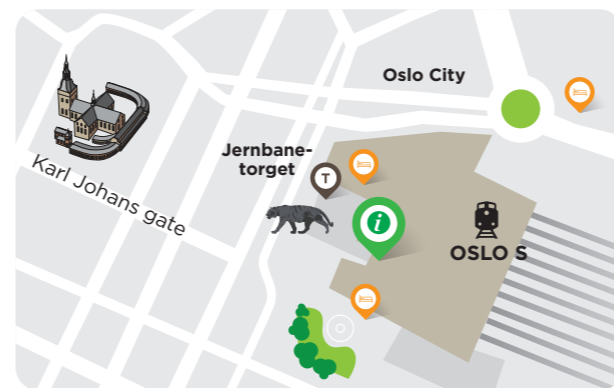 Oslo City
Jernbane-
torget
T
i
Karl Johans gate
OSLO S